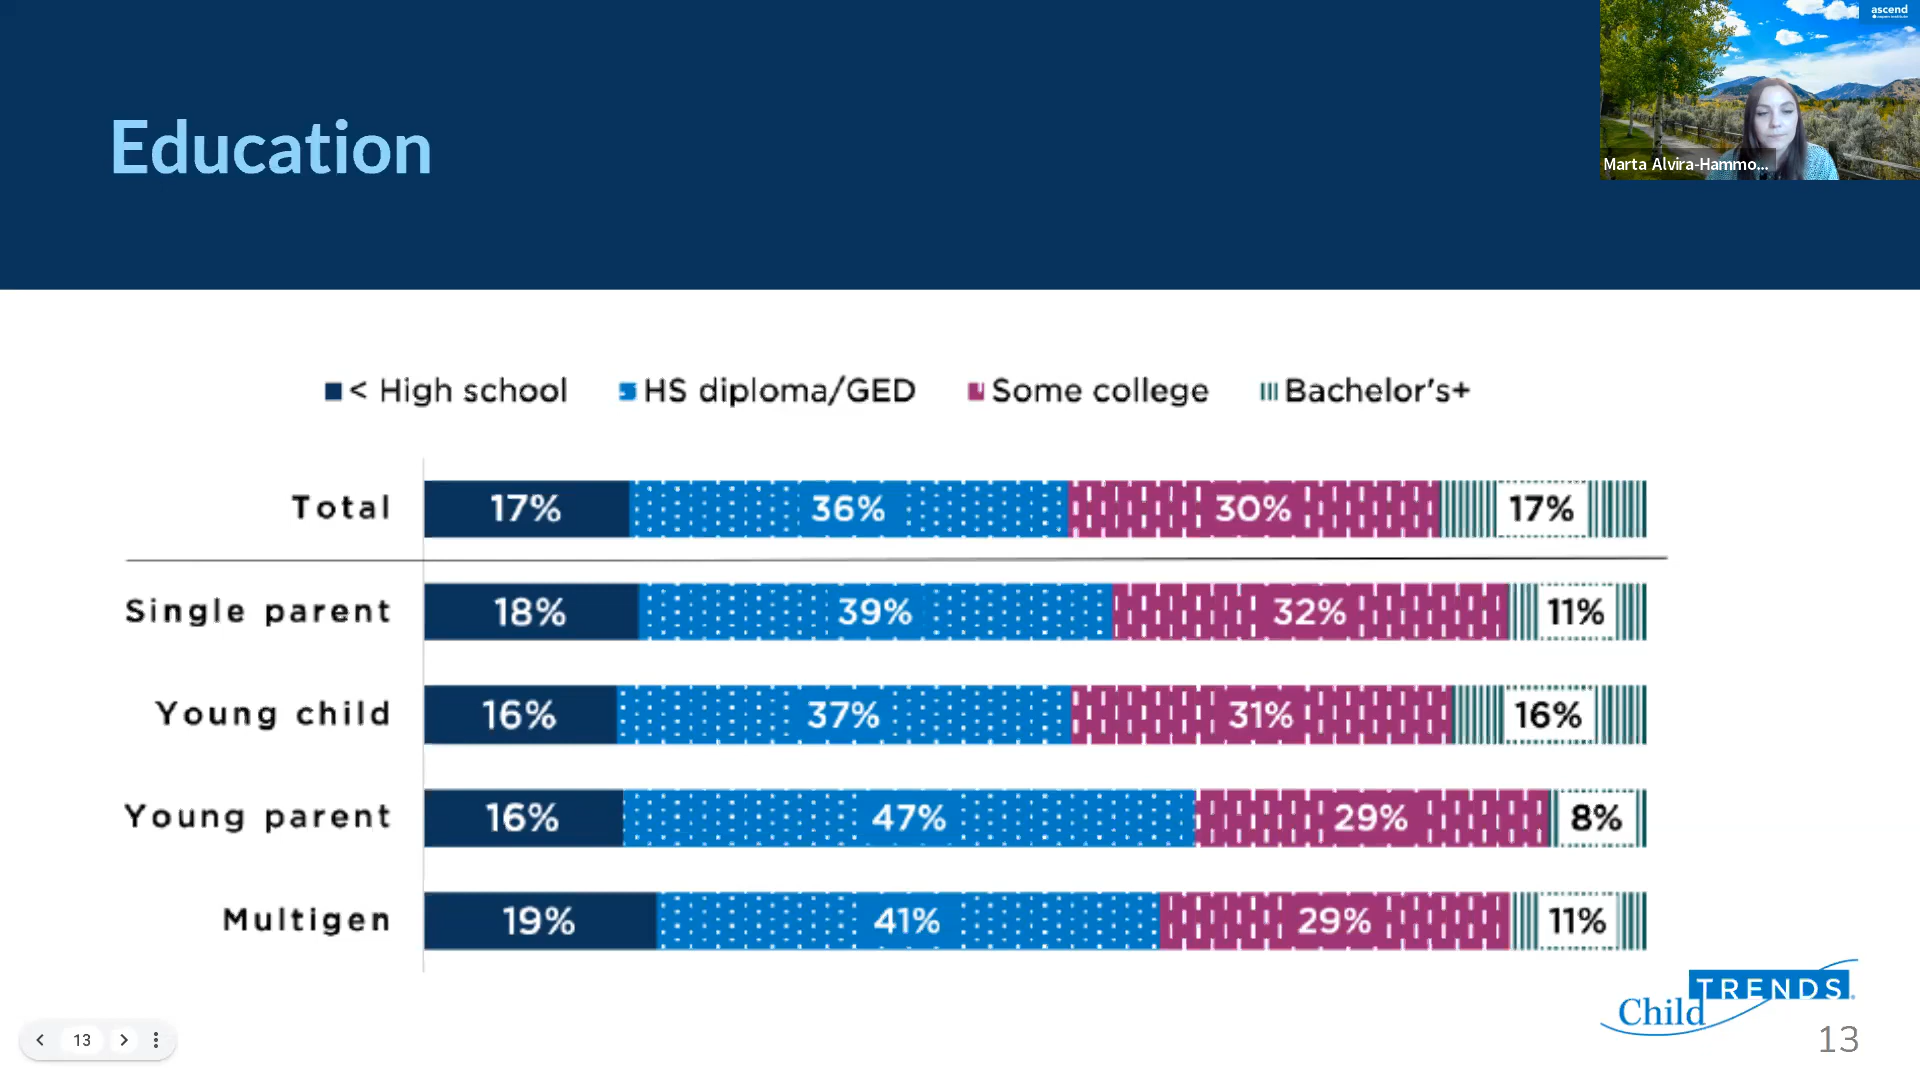 ascend
Education
Marta Alvira-Hammo...
< High school HS diploma/GED Some college Bachelor's+
Total 17% 36% 30% 17%
Single parent 18% 39% 32% 11%
Young child 16% 37% 31% 16%
Young parent 16% 47% 29% 8%
Multigen 19% 41% 29% 11%
Child TRENDS
13
13